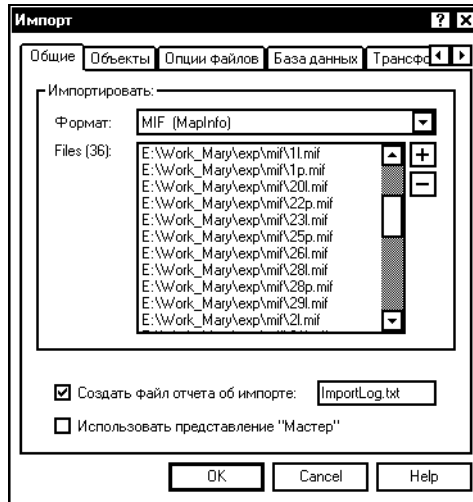 Импорт
Общие Объекты Опции файлов База данных Трансфо
Импортировать:
Формат: MIF (MapInfo)
Files (36):
E:\Work_Mary\exp\mif\1l.mif
E:\Work_Mary\exp\mif\1p.mif
E:\Work_Mary\exp\mif\20l.mif
E:\Work_Mary\exp\mif\22p.mif
E:\Work_Mary\exp\mif\23l.mif
E:\Work_Mary\exp\mif\25p.mif
E:\Work_Mary\exp\mif\26l.mif
E:\Work_Mary\exp\mif\28l.mif
E:\Work_Mary\exp\mif\28p.mif
E:\Work_Mary\exp\mif\29l.mif
E:\Work_Mary\exp\mif\2l.mif
Создать файл отчета об импорте: ImportLog.txt
Использовать представление "Мастер"
OK Cancel Help